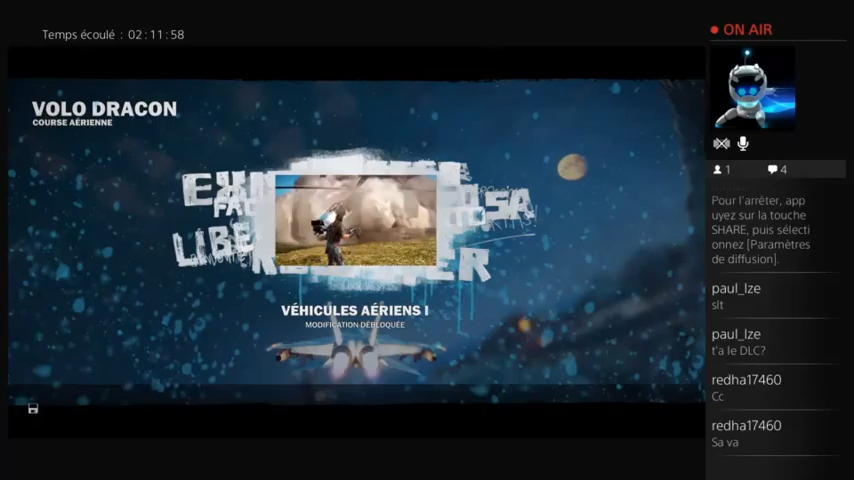 Temps écoulé : 02:11:58
ON AIR
VOLO DRACON
COURSE AÉRIENNE
VÉHICULES AÉRIENS I
MODIFICATION DÉBLOQUÉE
1
4
Pour l'arrêter, app
uyez sur la touche
SHARE, puis sélecti
onnez [Paramètres
de diffusion].
paul_lze
slt
paul_lze
t'a le DLC?
redha17460
Cc
redha17460
Sa va